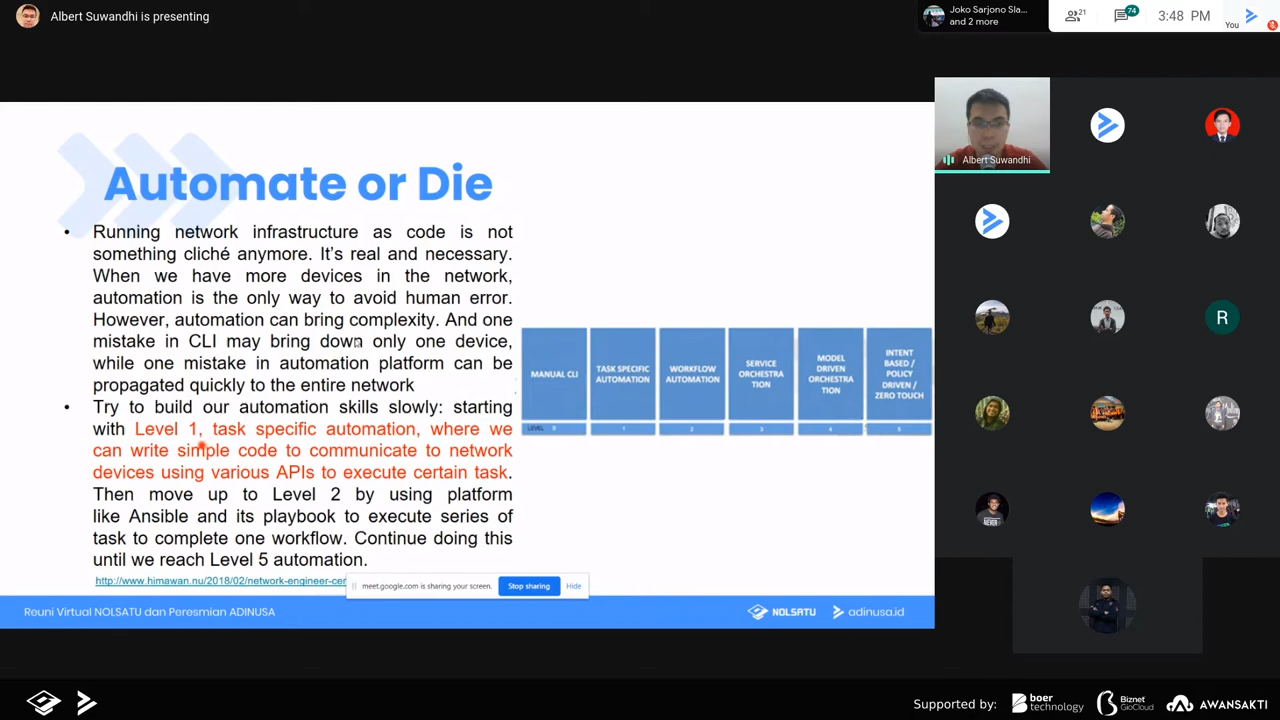 Albert Suwandhi is presenting
Joko Sarjono Sla...
and 2 more
21
74
3:48 PM
You
Automate or Die
• Running network infrastructure as code is not
something cliché anymore. It's real and necessary.
When we have more devices in the network,
automation is the only way to avoid human error.
However, automation can bring complexity. And one
mistake in CLI may bring down only one device,
while one mistake in automation platform can be
propagated quickly to the entire network
• Try to build our automation skills slowly: starting
with Level 1, task specific automation, where we
can write simple code to communicate to network
devices using various APIs to execute certain task.
Then move up to Level 2 by using platform
like Ansible and its playbook to execute series of
task to complete one workflow. Continue doing this
until we reach Level 5 automation.
http://www.himawan.nu/2018/02/network-engineer-cer
MANUAL CLI
TASK SPECIFIC
AUTOMATION
WORKFLOW
AUTOMATION
SERVICE
ORCHESTRA
TION
MODEL
DRIVEN
ORCHESTRA
TION
INTENT
BASED /
POLICY
DRIVEN /
ZERO TOUCH
LEVEL 0 1 2 3 4 5
meet.google.com is sharing your screen.
Stop sharing
Hide
Reuni Virtual NOLSATU dan Peresmian ADINUSA
NOLSATU
adinusa.id
Albert Suwandhi
R
Supported by:
boer
technology
Biznet
GioCloud
AWANSAKTI